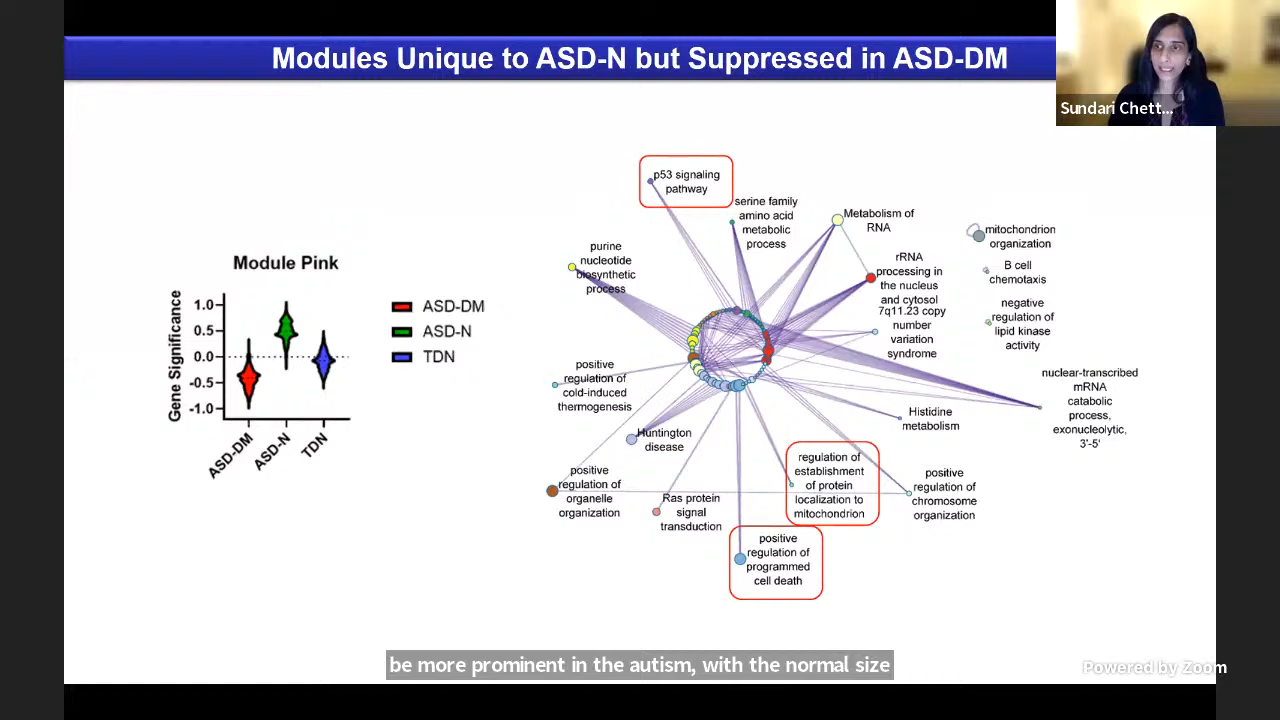 Modules Unique to ASD-N but Suppressed in ASD-DM
Sundari Chett...
Module Pink
Gene Significance
1.0
0.5
0.0
-0.5
-1.0
ASD-DM
ASD-N
TDN
ASD-DM
ASD-N
TDN
p53 signaling
pathway
serine family
amino acid
metabolic
process
Metabolism of
RNA
mitochondrion
organization
purine
nucleotide
biosynthetic
process
rRNA
processing in
the nucleus
and cytosol
B cell
chemotaxis
7q11.23 copy
number
variation
syndrome
negative
regulation of
lipid kinase
activity
positive
regulation of
cold-induced
thermogenesis
nuclear-transcribed
mRNA
catabolic
process,
exonucleolytic,
3'-5'
Histidine
metabolism
Huntington
disease
regulation of
establishment
of protein
localization to
mitochondrion
positive
regulation of
organelle
organization
Ras protein
signal
transduction
positive
regulation of
chromosome
organization
positive
regulation of
programmed
cell death
be more prominent in the autism, with the normal size
Powered by Zoom